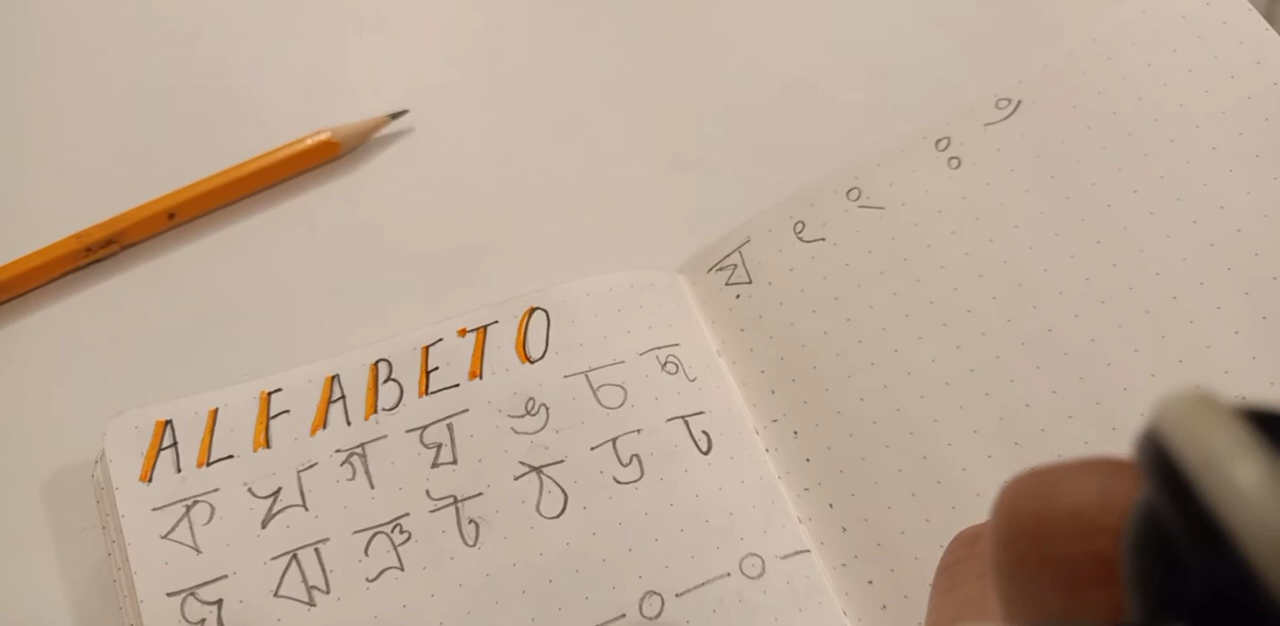 ALFABETO
ক খ গ ঘ ঙ চ ছ
জ ঝ ঞ ট ঠ ড ঢ
য় ৎ ং ঃ ঁ